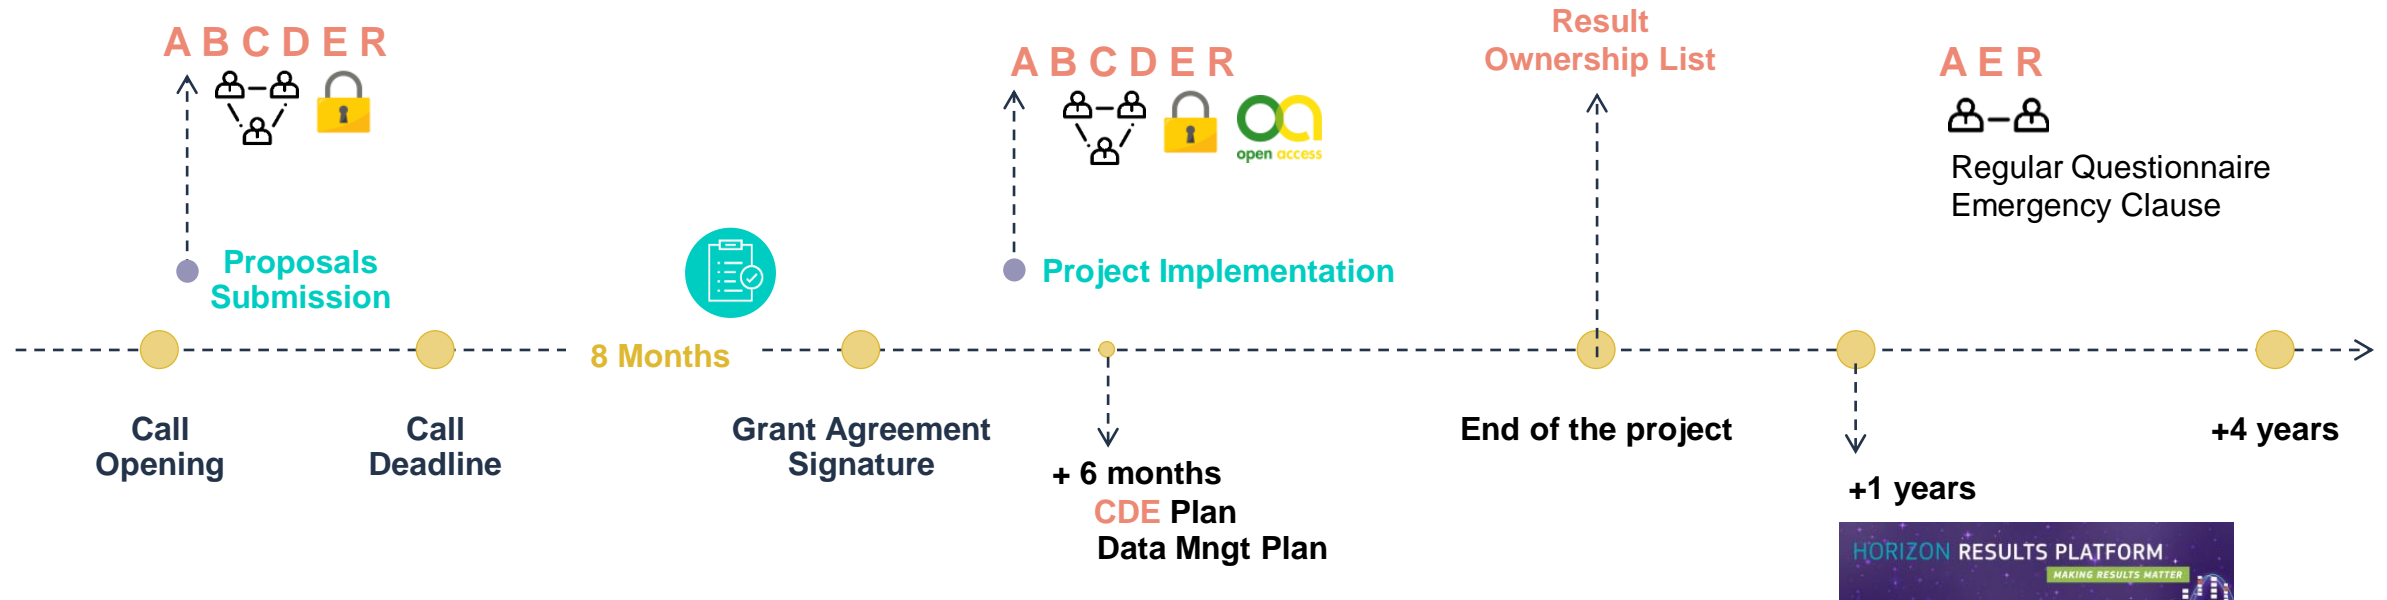 A B C D E R
Proposals
Submission
A B C D E R
open access
Project Implementation
Result
Ownership List
A E R
Regular Questionnaire
Emergency Clause
8 Months
Call
Opening
Call
Deadline
Grant Agreement
Signature
+ 6 months
CDE Plan
Data Mngt Plan
End of the project
+1 years
+4 years
HORIZON RESULTS PLATFORM
MAKING RESULTS MATTER